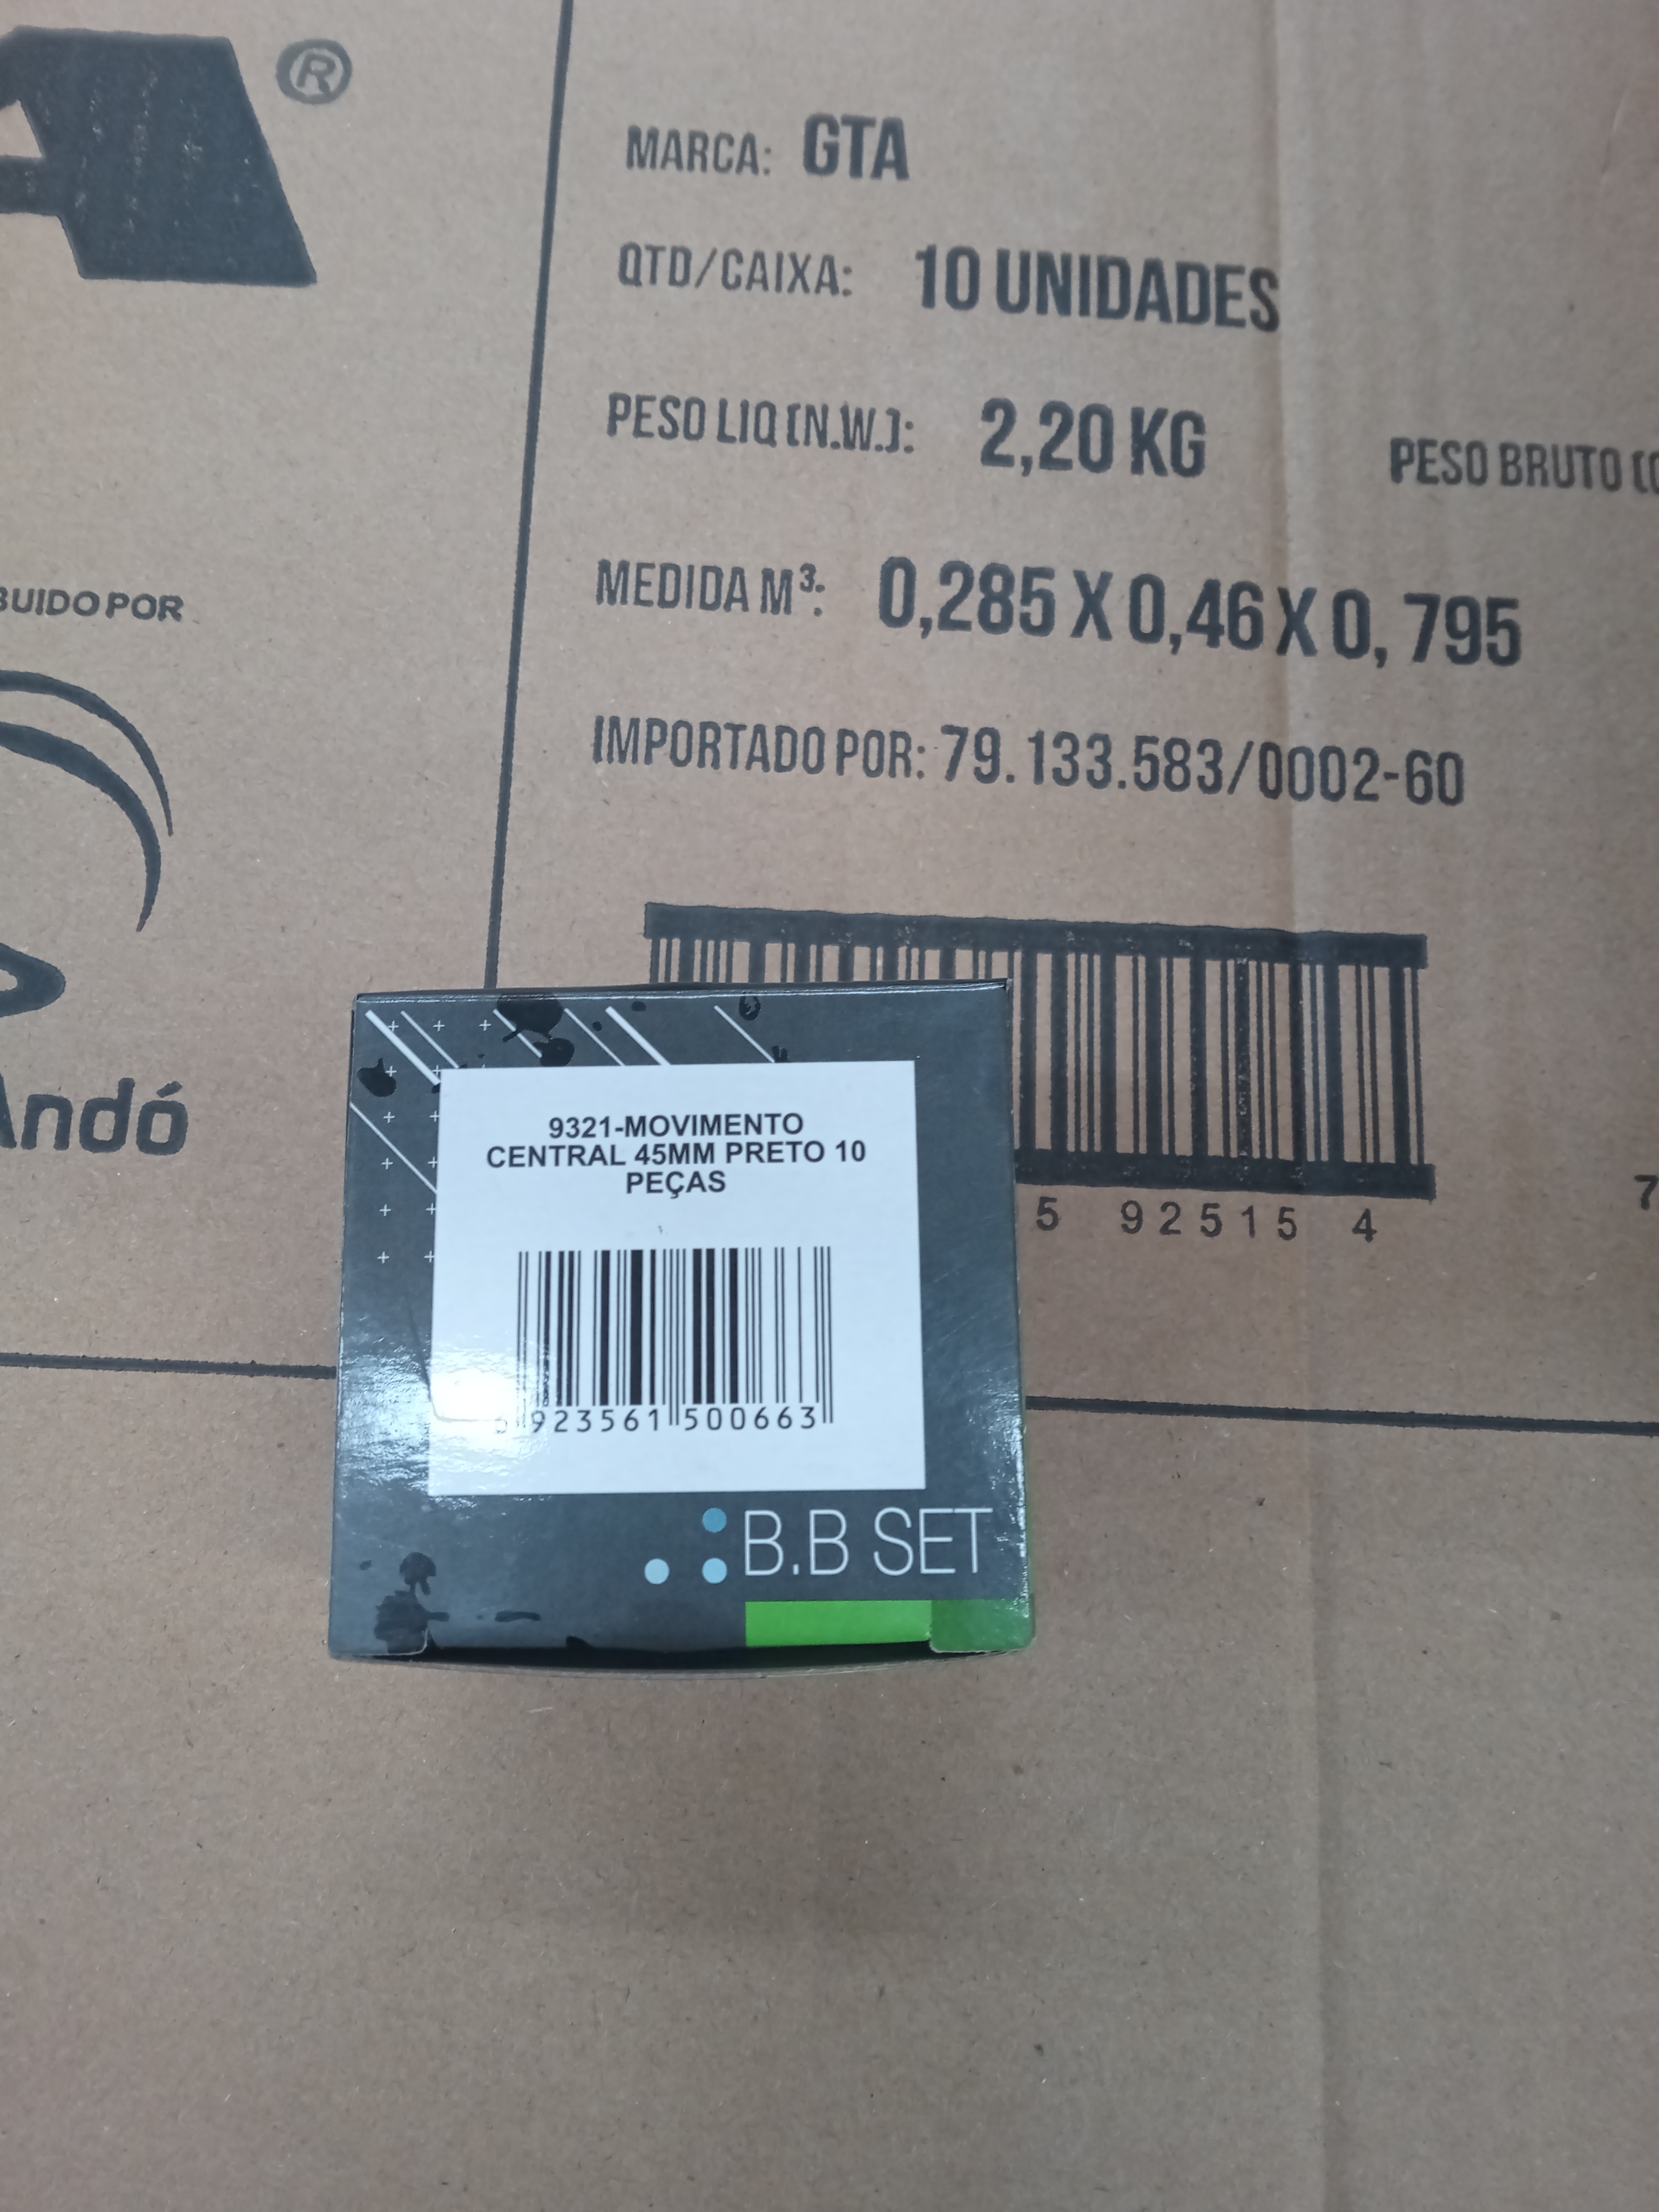 ®
MARCA: GTA
QTD/CAIXA: 10 UNIDADES
PESO LIQ (N.W.): 2,20 KG
PESO BRUTO
MEDIDA M³: 0,285 X 0,46 X 0, 795
POR
IMPORTADO POR: 79.133.583/0002-60
Andó
5 92515 4
9321-MOVIMENTO
CENTRAL 45MM PRETO 10
PEÇAS
923561 500663
B.B SET